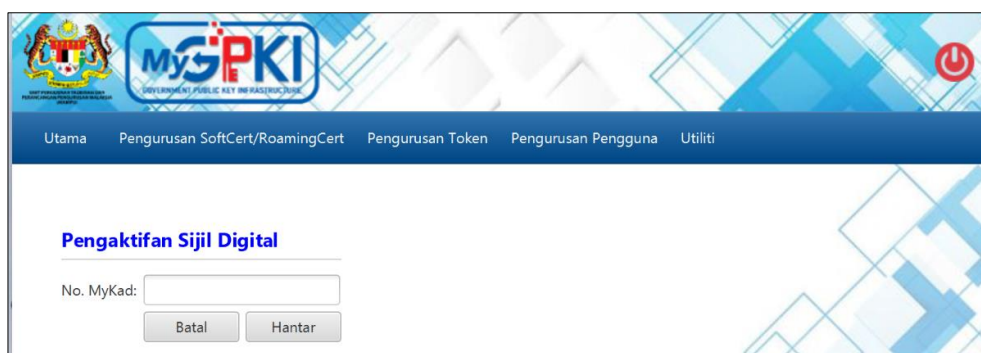 MyGPKI
GOVERNMENT PUBLIC KEY INFRASTRUCTURE
Utama Pengurusan SoftCert/RoamingCert Pengurusan Token Pengurusan Pengguna Utiliti
Pengaktifan Sijil Digital
No. MyKad:
Batal Hantar